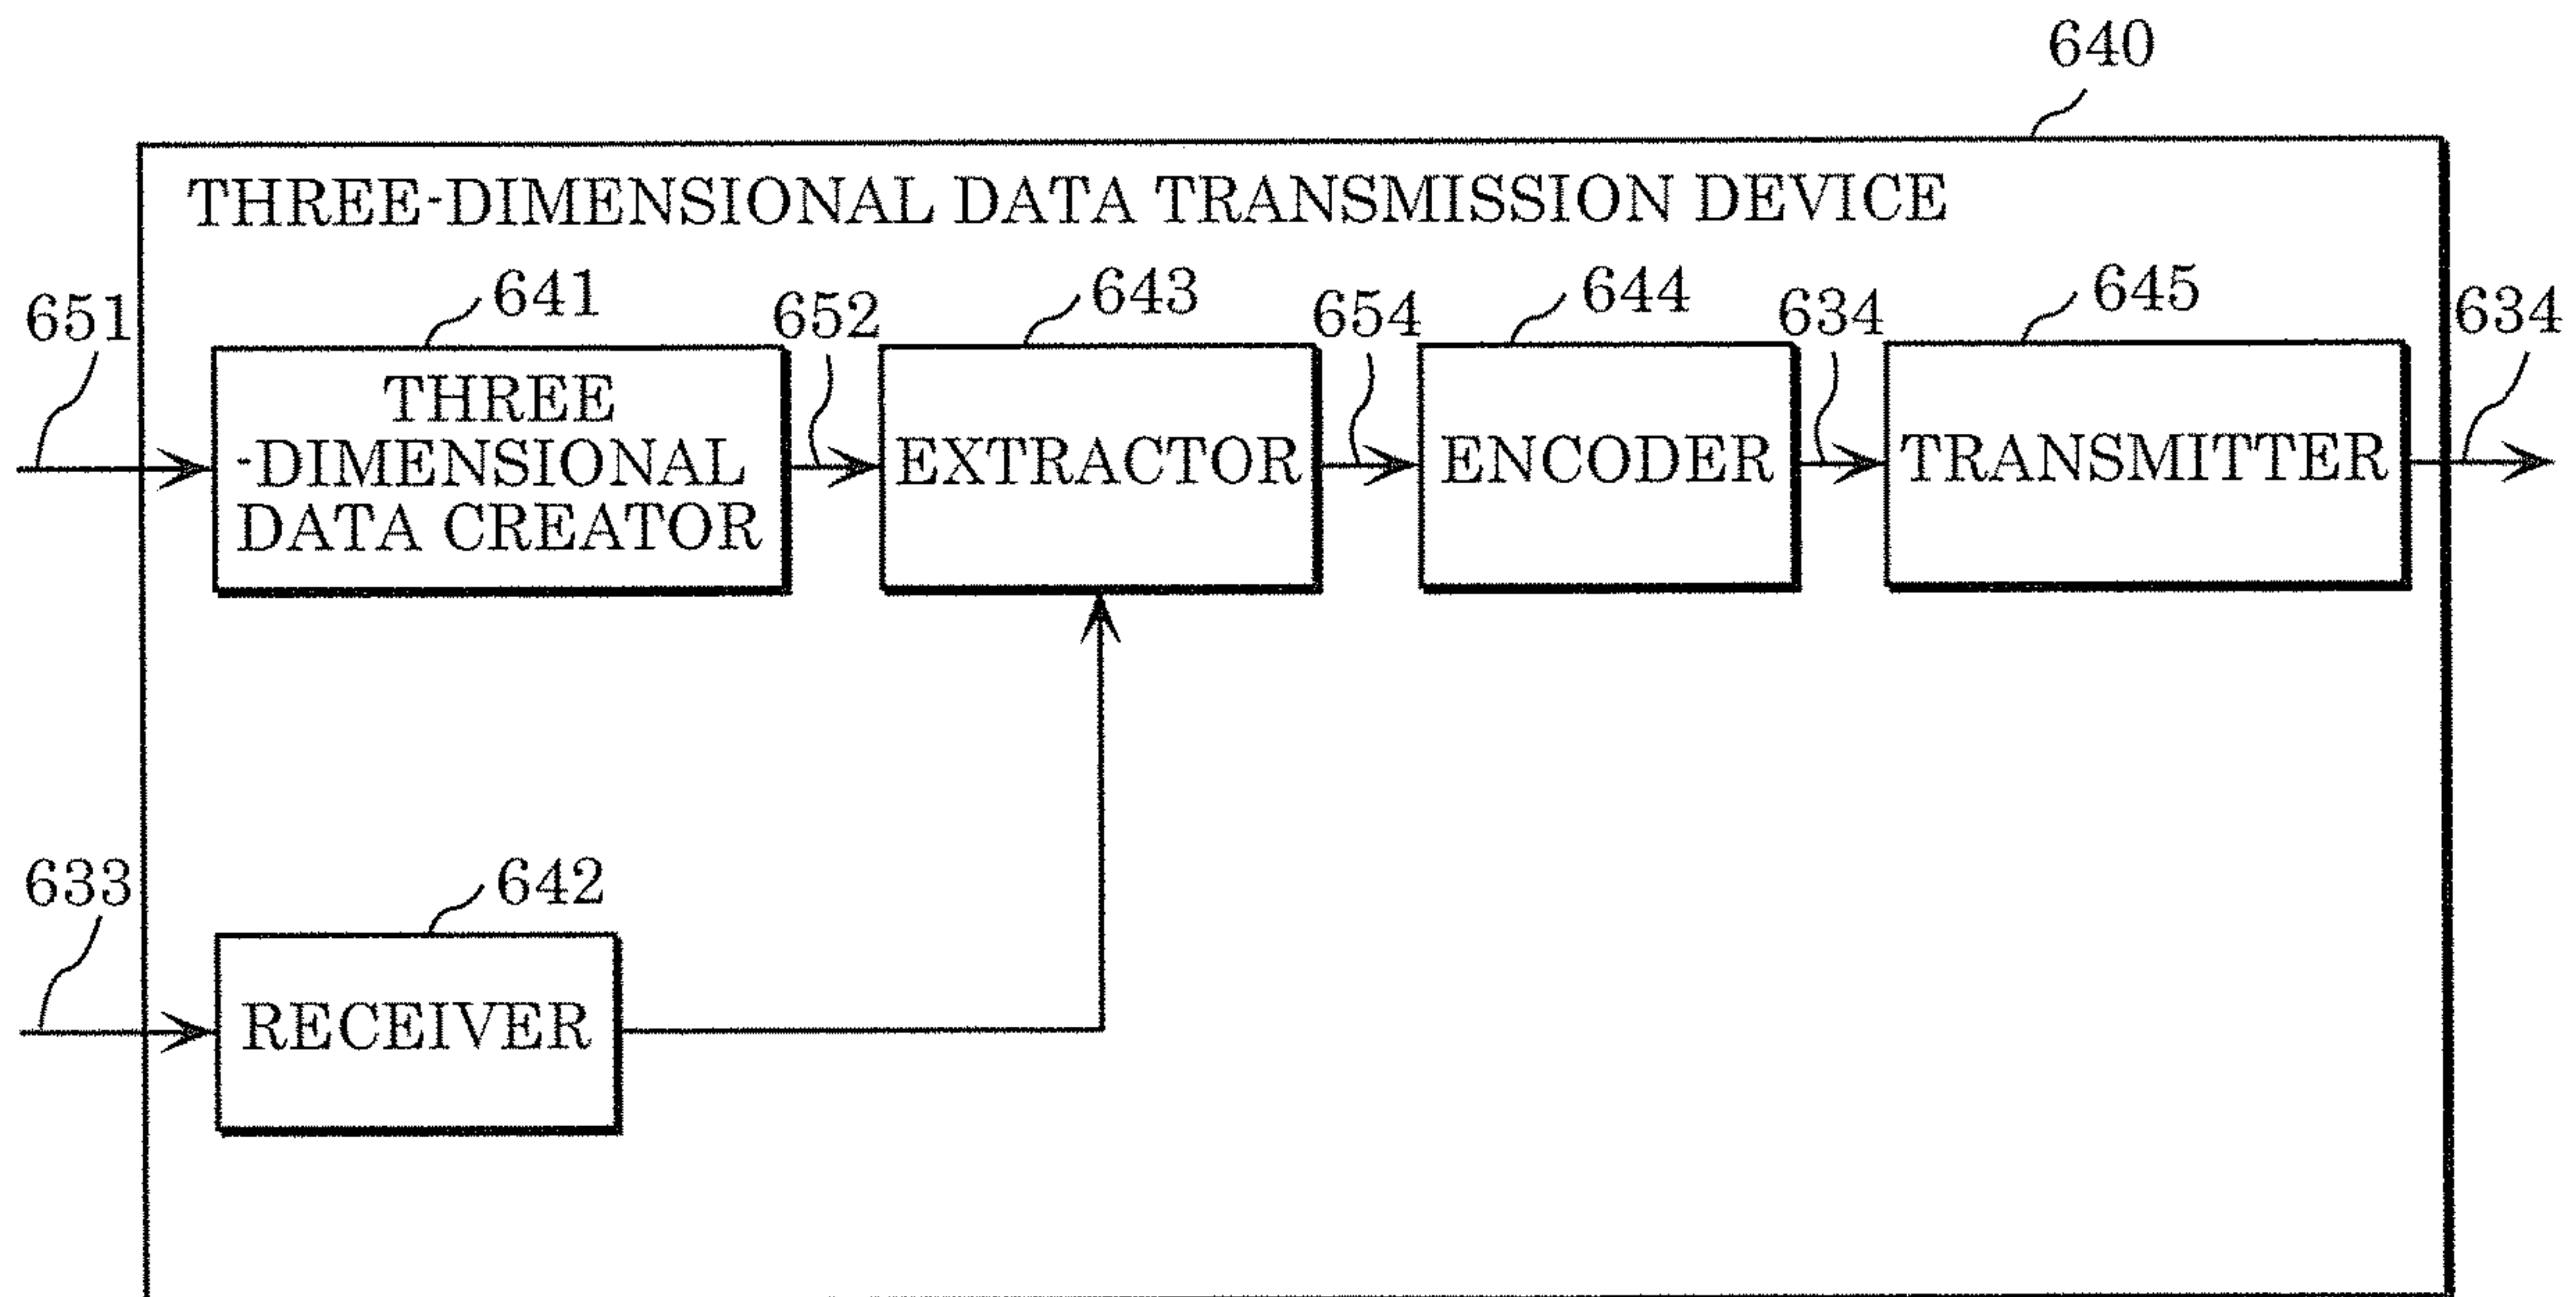 640
THREE-DIMENSIONAL DATA TRANSMISSION DEVICE
651
641
652
643
654
644
634
645
634
THREE
-DIMENSIONAL
DATA CREATOR
EXTRACTOR
ENCODER
TRANSMITTER
633
642
RECEIVER